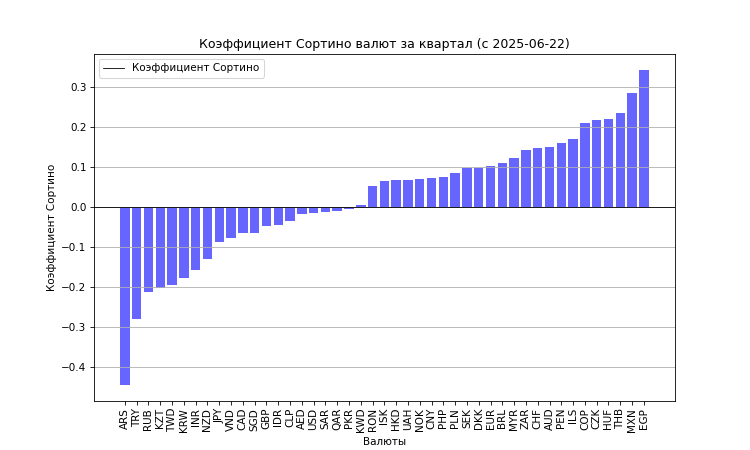 Коэффициент Сортино валют за квартал (с 2025-06-22)
Коэффициент Сортино
0.3
0.2
0.1
0.0
−0.1
−0.2
−0.3
−0.4
Коэффициент Сортино
ARS TRY RUB KZT TWD KRW INR NZD JPY VND CAD SGD GBP IDR CLP AED USD SAR QAR PKR KWD RON ISK HKD UAH NOK CNY PHP PLN SEK DKK EUR BRL MYR ZAR CHF AUD PEN ILS COP CZK HUF THB MXN EGP
Валюты